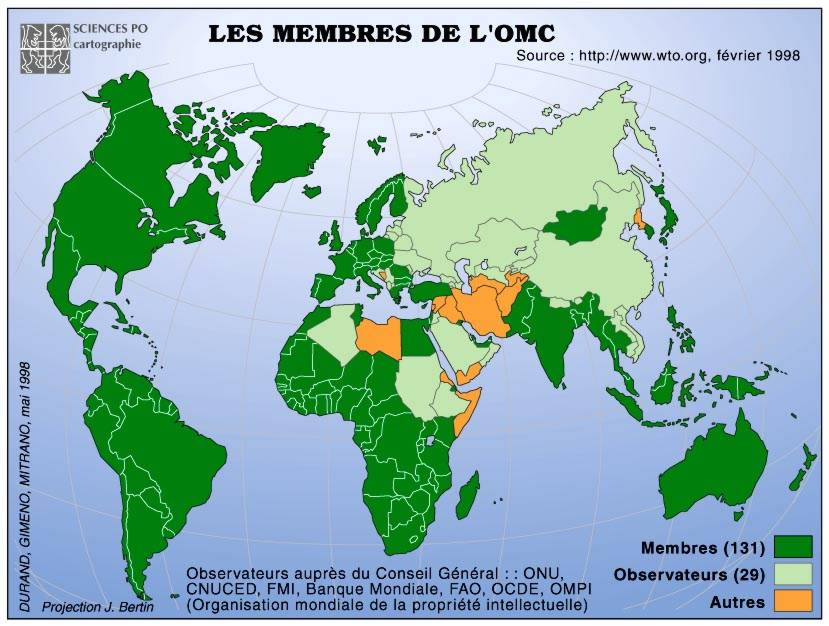 SCIENCES PO
cartographie
LES MEMBRES DE L'OMC
Source : http://www.wto.org, février 1998
DURAND, GIMENO, MITRANO, mai 1998
Membres (131)
Observateurs (29)
Autres
Observateurs auprès du Conseil Général : : ONU,
CNUCED, FMI, Banque Mondiale, FAO, OCDE, OMPI
(Organisation mondiale de la propriété intellectuelle)
Projection J. Bertin